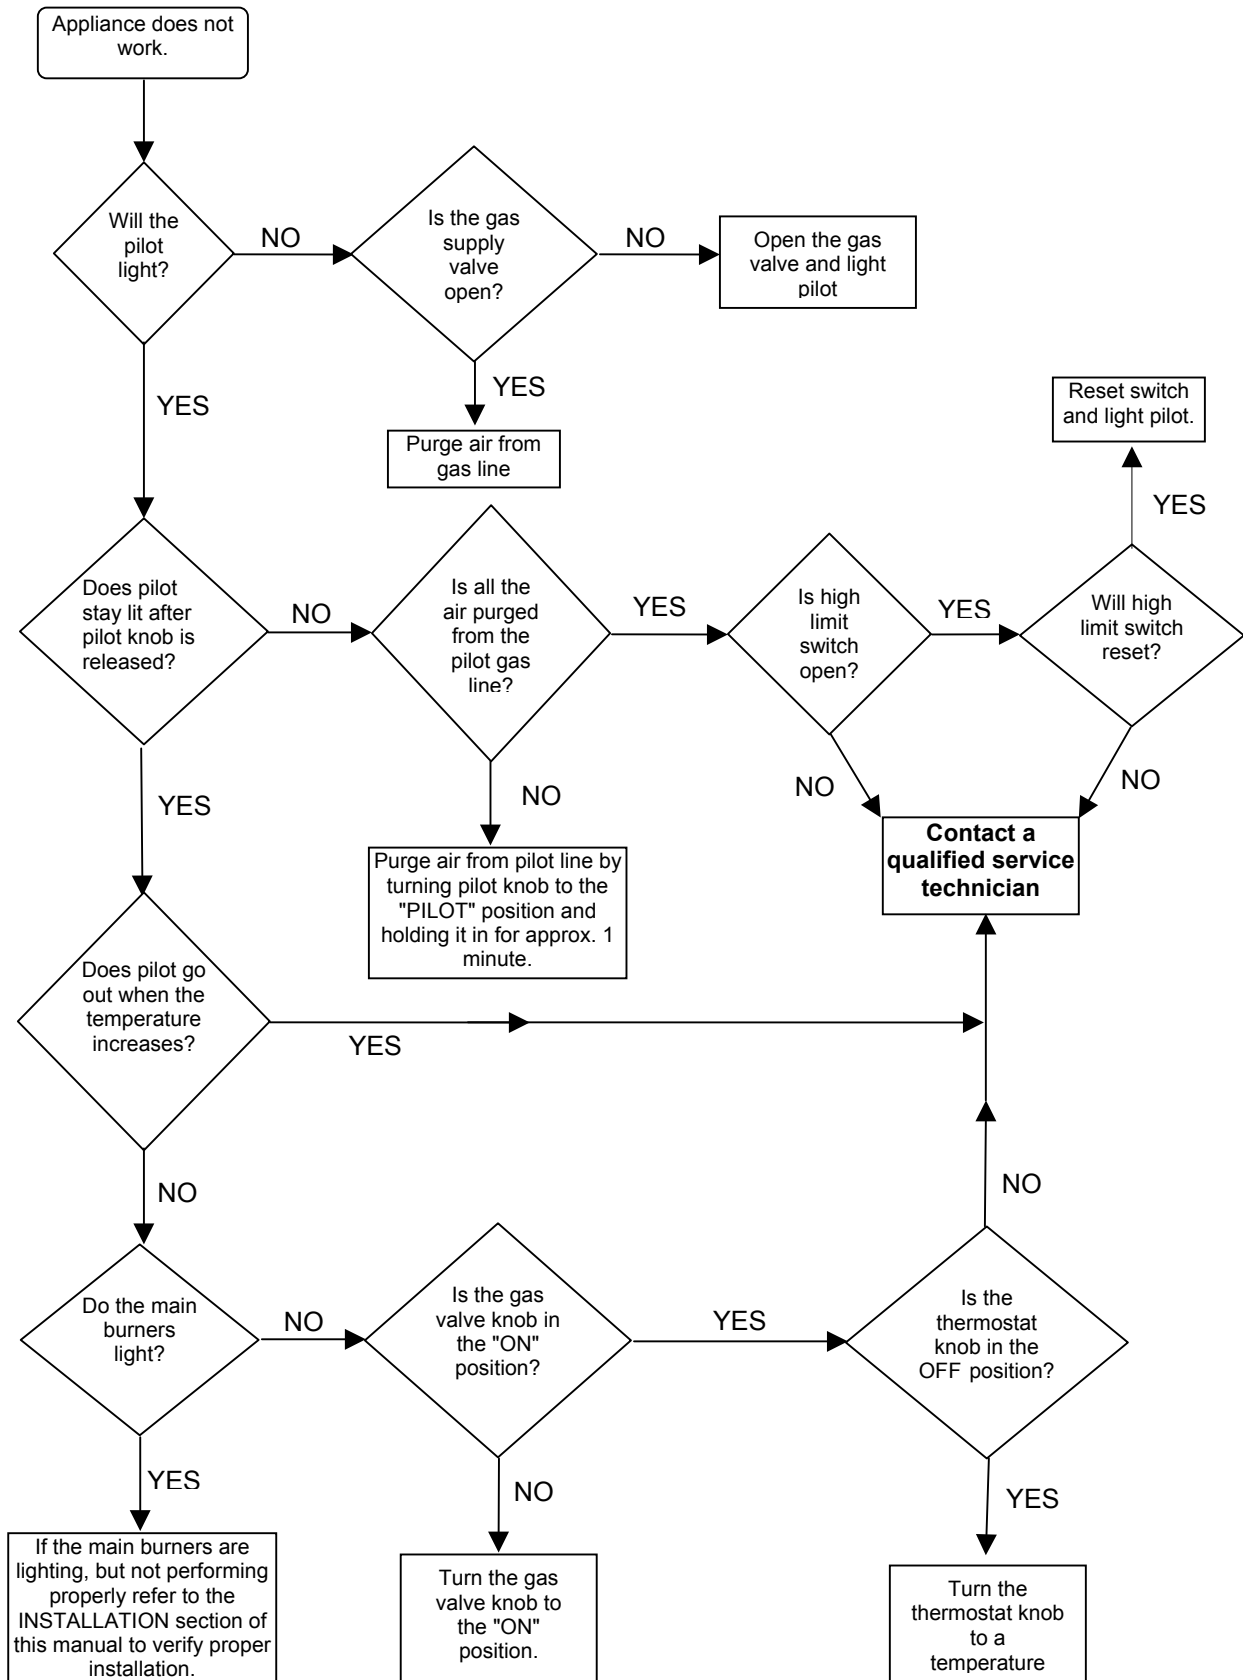 Appliance does not
work.
Will the
pilot
light?
NO
Is the gas
supply
valve
open?
NO
Open the gas
valve and light
pilot
YES
YES
Purge air from
gas line
Reset switch
and light pilot.
YES
Does pilot
stay lit after
pilot knob is
released?
NO
Is all the
air purged
from the
pilot gas
line?
YES
Is high
limit
switch
open?
YES
Will high
limit switch
reset?
YES
NO
NO
NO
Purge air from pilot line by
turning pilot knob to the
"PILOT" position and
holding it in for approx. 1
minute.
Contact a
qualified service
technician
Does pilot go
out when the
temperature
increases?
YES
NO
NO
Do the main
burners
light?
NO
Is the gas
valve knob in
the "ON"
position?
YES
Is the
thermostat
knob in the
OFF position?
YES
NO
YES
If the main burners are
lighting, but not performing
properly refer to the
INSTALLATION section of
this manual to verify proper
installation.
Turn the gas
valve knob to
the "ON"
position.
Turn the
thermostat knob
to a
temperature